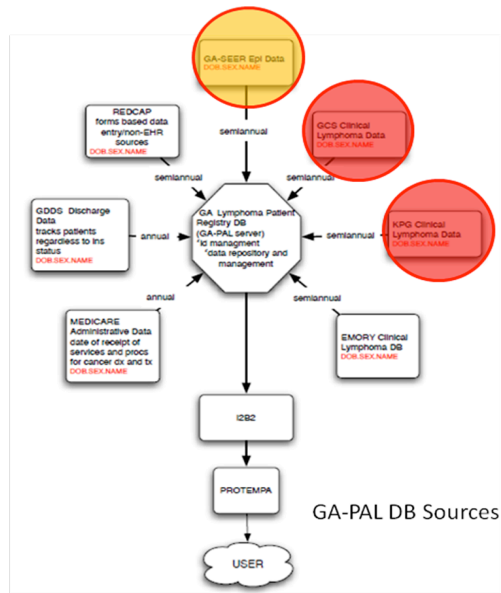 GA-SEER Epi Data
DOB.SEX.NAME
semiannual
REDCAP
forms based data
entry/non-EHR
sources
DOB.SEX.NAME
semiannual
GCS Clinical
Lymphoma Data
DOB.SEX.NAME
semiannual
GDDS Discharge
Data
tracks patients
regardless to ins
status
DOB.SEX.NAME
annual
GA Lymphoma Patient
Registry DB
(GA-PAL server)
*id managment
*data repository and
management
semiannual
KPG Clinical
Lymphoma Data
DOB.SEX.NAME
annual
semiannual
MEDICARE
Administrative Data
date of receipt of
services and procs
for cancer dx and tx
DOB.SEX.NAME
EMORY Clinical
Lymphoma DB
DOB.SEX.NAME
I2B2
PROTEMPA
GA-PAL DB Sources
USER